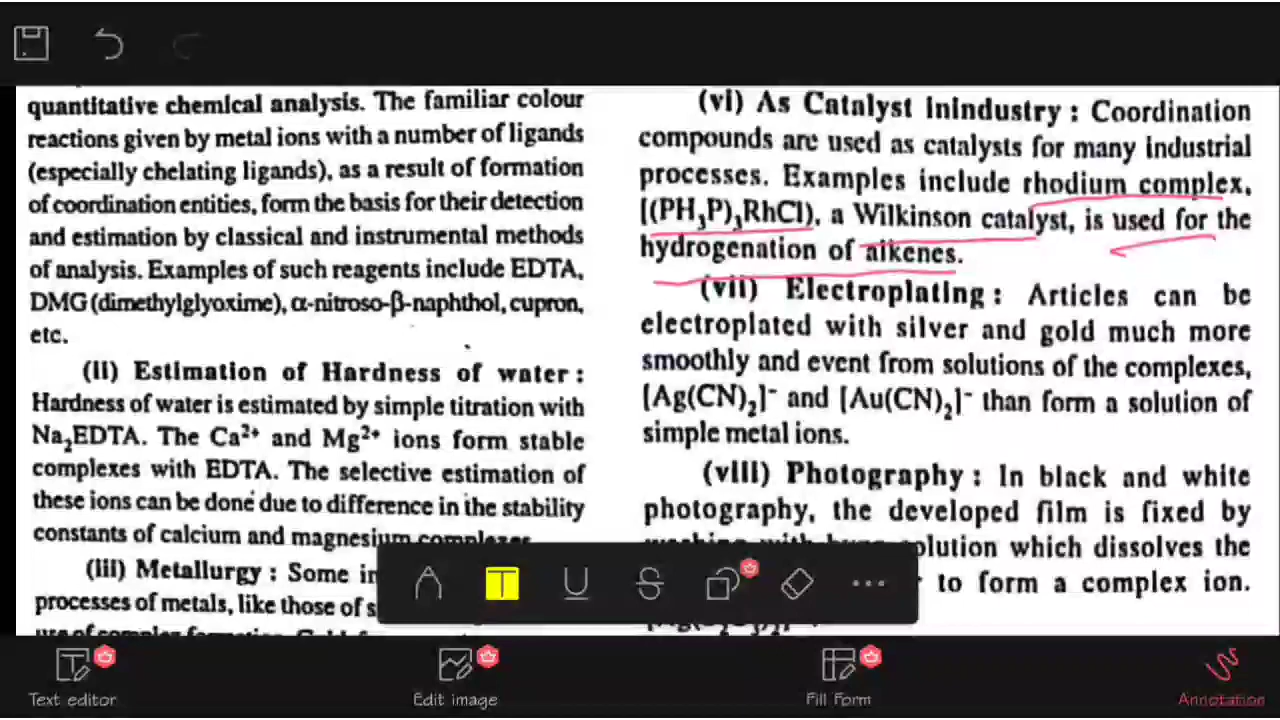 quantitative chemical analysis. The familiar colour
reactions given by metal ions with a number of ligands
(especially chelating ligands), as a result of formation
of coordination entities, form the basis for their detection
and estimation by classical and instrumental methods
of analysis. Examples of such reagents include EDTA,
DMG (dimethylglyoxime), α-nitroso-β-naphthol, cupron,
etc.
(ii) Estimation of Hardness of water :
Hardness of water is estimated by simple titration with
Na₂EDTA. The Ca²⁺ and Mg²⁺ ions form stable
complexes with EDTA. The selective estimation of
these ions can be done due to difference in the stability
constants of calcium and magnesium complexes
(iii) Metallurgy : Some
processes of metals, like those of
(vi) As Catalyst inIndustry : Coordination
compounds are used as catalysts for many industrial
processes. Examples include rhodium complex,
[(PH₃P)₃RhCl), a Wilkinson catalyst, is used for the
hydrogenation of alkenes.
(vii) Electroplating : Articles can be
electroplated with silver and gold much more
smoothly and event from solutions of the complexes,
[Ag(CN)₂]⁻ and [Au(CN)₂]⁻ than form a solution of
simple metal ions.
(viii) Photography : In black and white
photography, the developed film is fixed by
washing with solution which dissolves the
to form a complex ion.
Text editor
Edit image
Fill Form
Annotation